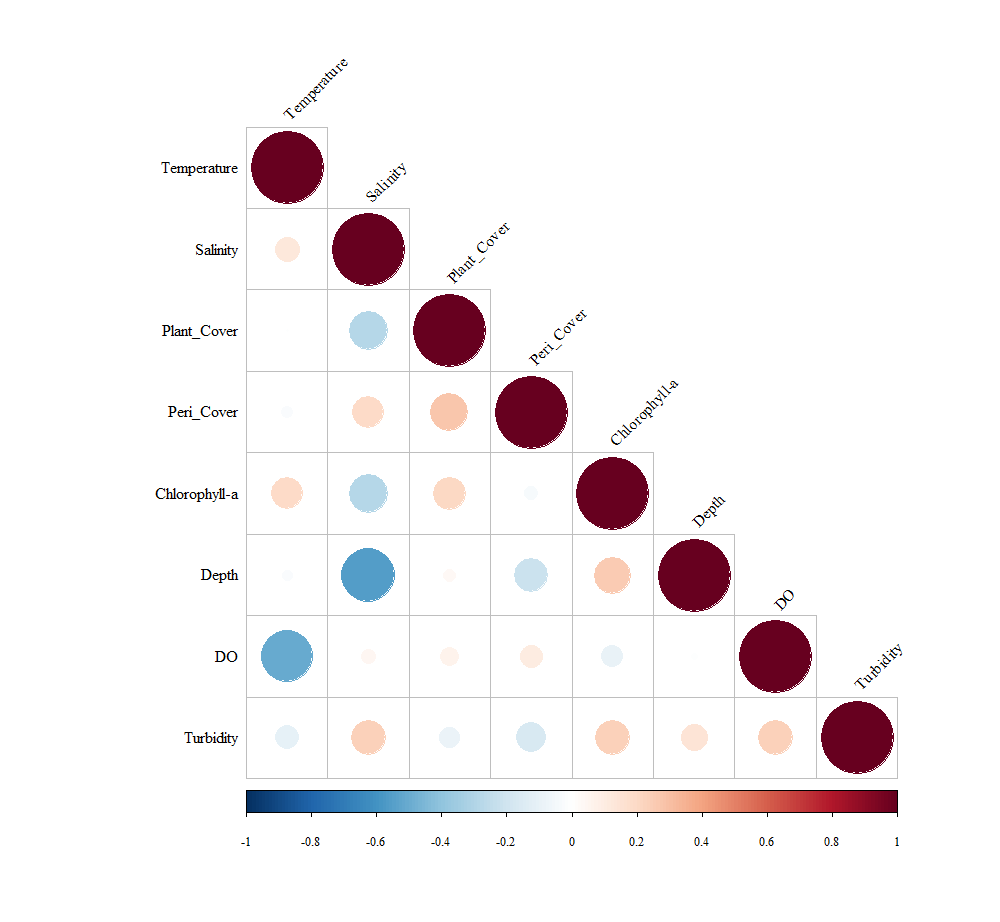 Temperature
Temperature
Salinity
Salinity
Plant_Cover
Plant_Cover
Peri_Cover
Peri_Cover
Chlorophyll-a
Chlorophyll-a
Depth
Depth
DO
DO
Turbidity
Turbidity
-1 -0.8 -0.6 -0.4 -0.2 0 0.2 0.4 0.6 0.8 1